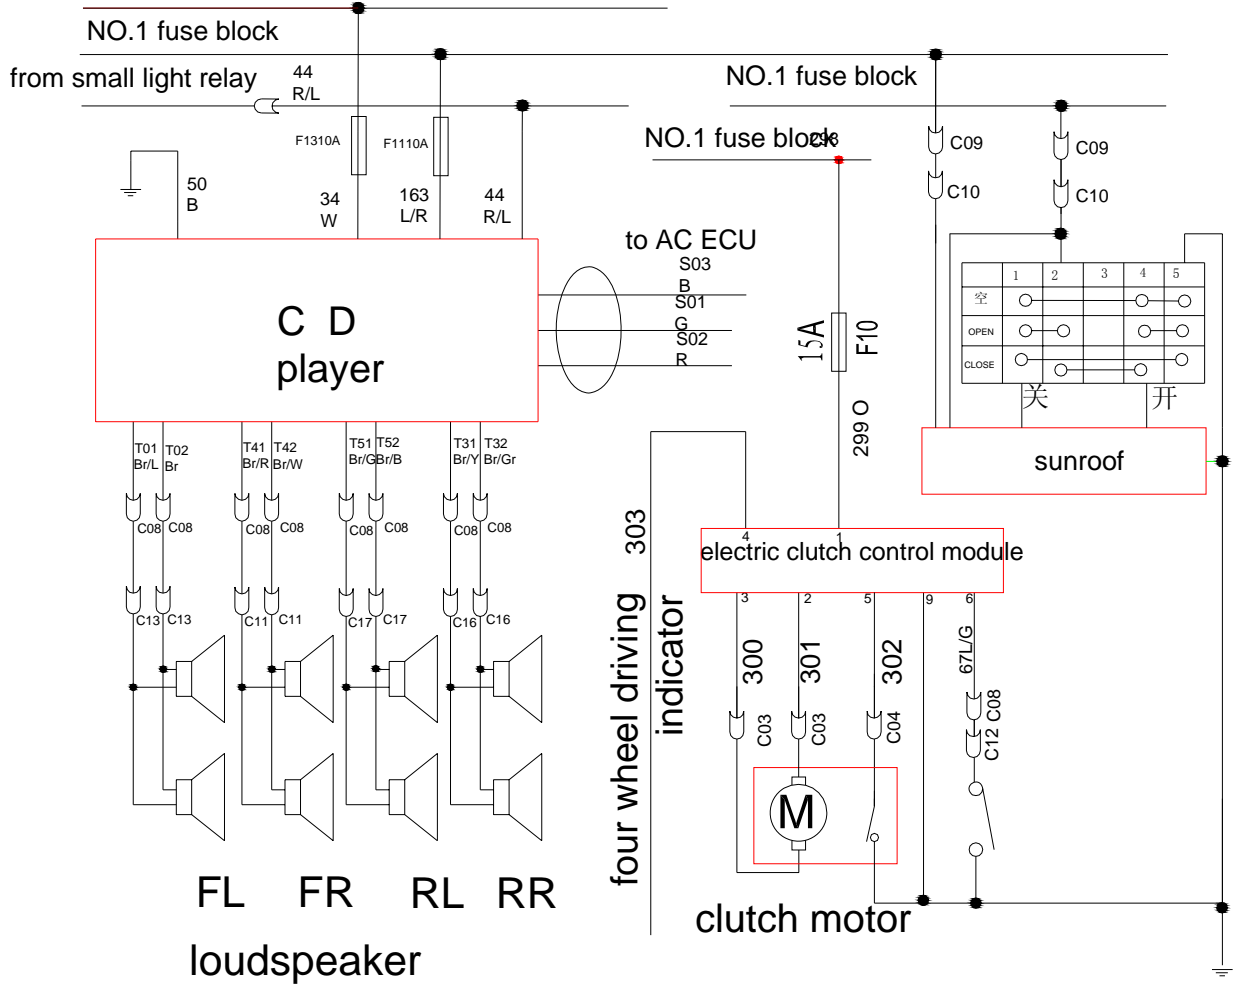 NO.1 fuse block
from small light relay
44
R/L
NO.1 fuse block
NO.1 fuse block
298
F1310A
F1110A
C09
C09
C10
C10
50
B
34
W
163
L/R
44
R/L
to AC ECU
S03
B
S01
G
S02
R
C D
player
15A
F10
299 O
1
2
3
4
5
空
OPEN
CLOSE
关
开
sunroof
T01
Br/L
T02
Br
T41
Br/R
T42
Br/W
T51
Br/G
T52
Br/B
T31
Br/Y
T32
Br/Gr
C08
C08
C08
C08
C08
C08
C08
C08
C13
C13
C11
C11
C17
C17
C16
C16
FL
FR
RL
RR
loudspeaker
303
four wheel driving
indicator
4
1
electric clutch control module
3
2
5
9
6
300
301
302
67L/G
C03
C03
C04
C08
C12
M
clutch motor